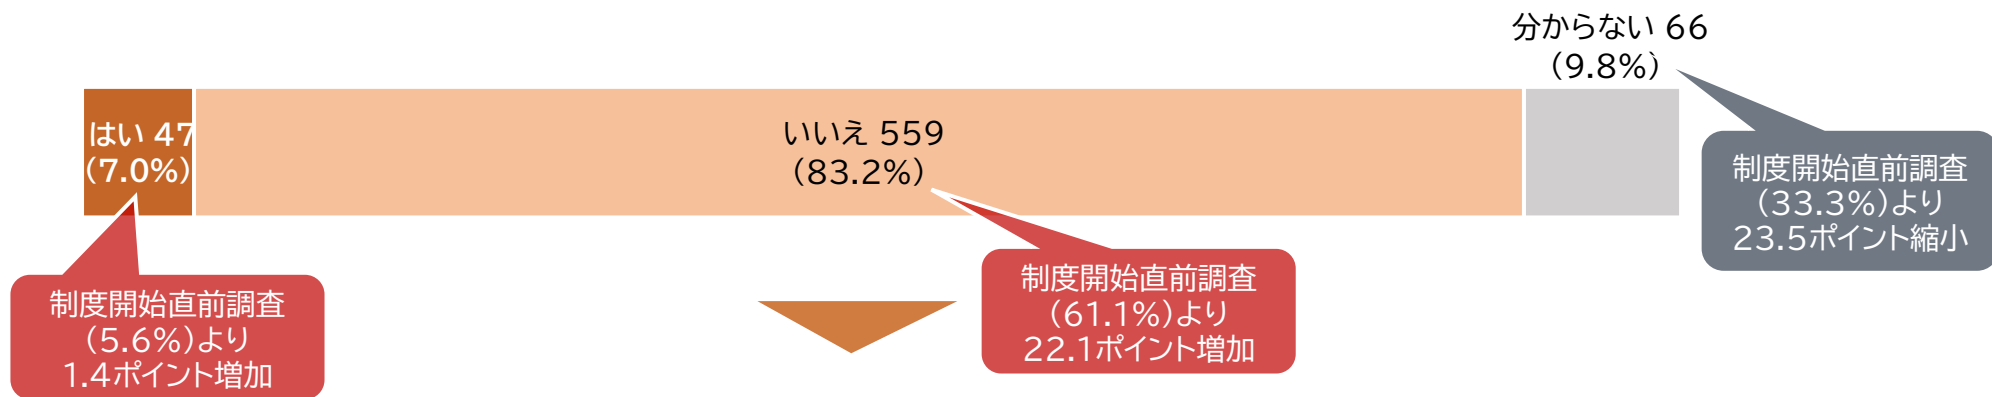 分からない 66
(9.8%)
はい 47
(7.0%)
いいえ 559
(83.2%)
制度開始直前調査
(33.3%)より
23.5ポイント縮小
制度開始直前調査
(61.1%)より
22.1ポイント増加
制度開始直前調査
(5.6%)より
1.4ポイント増加